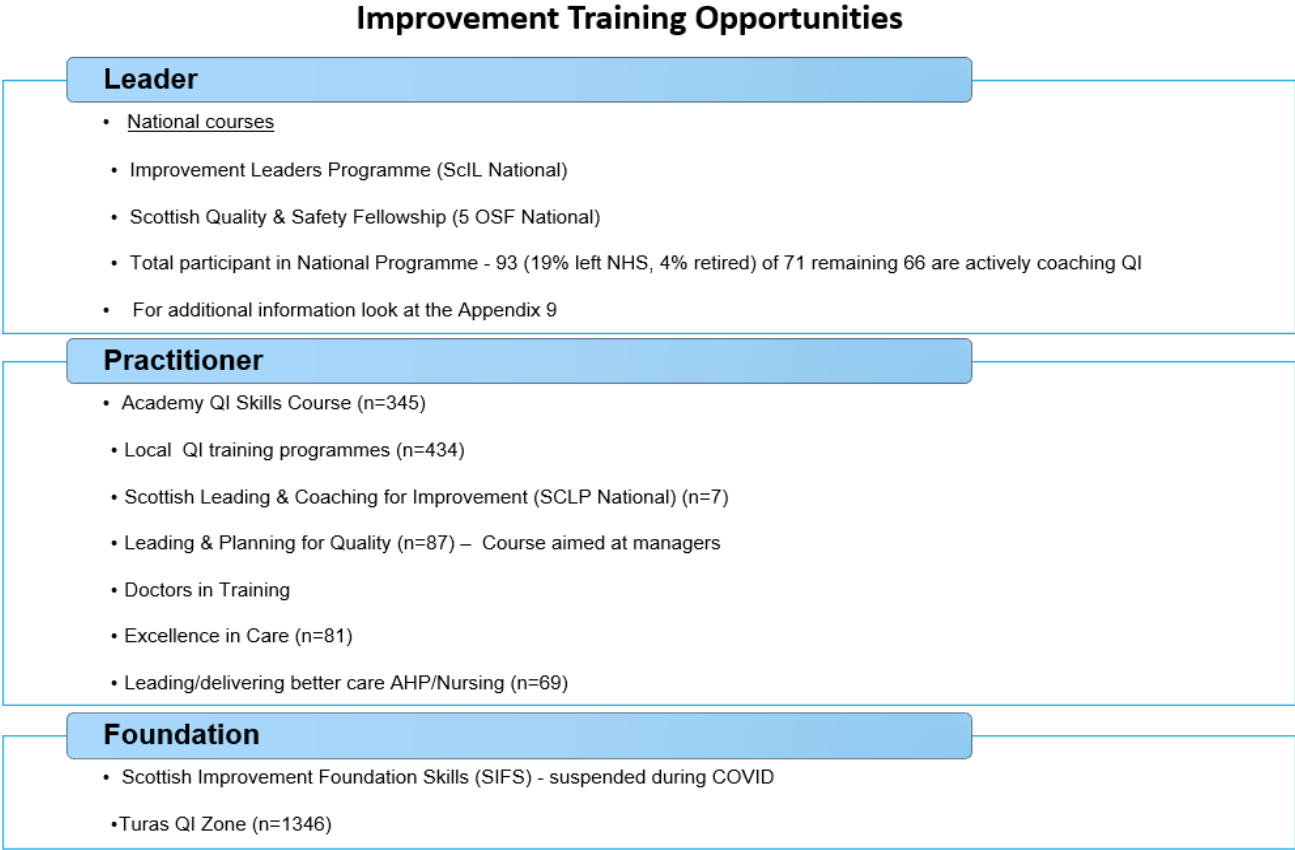 Improvement Training Opportunities
Leader
• National courses
• Improvement Leaders Programme (ScIL National)
• Scottish Quality & Safety Fellowship (5 OSF National)
• Total participant in National Programme - 93 (19% left NHS, 4% retired) of 71 remaining 66 are actively coaching QI
• For additional information look at the Appendix 9
Practitioner
• Academy QI Skills Course (n=345)
• Local QI training programmes (n=434)
• Scottish Leading & Coaching for Improvement (SCLP National) (n=7)
• Leading & Planning for Quality (n=87) – Course aimed at managers
• Doctors in Training
• Excellence in Care (n=81)
• Leading/delivering better care AHP/Nursing (n=69)
Foundation
• Scottish Improvement Foundation Skills (SIFS) - suspended during COVID
•Turas QI Zone (n=1346)